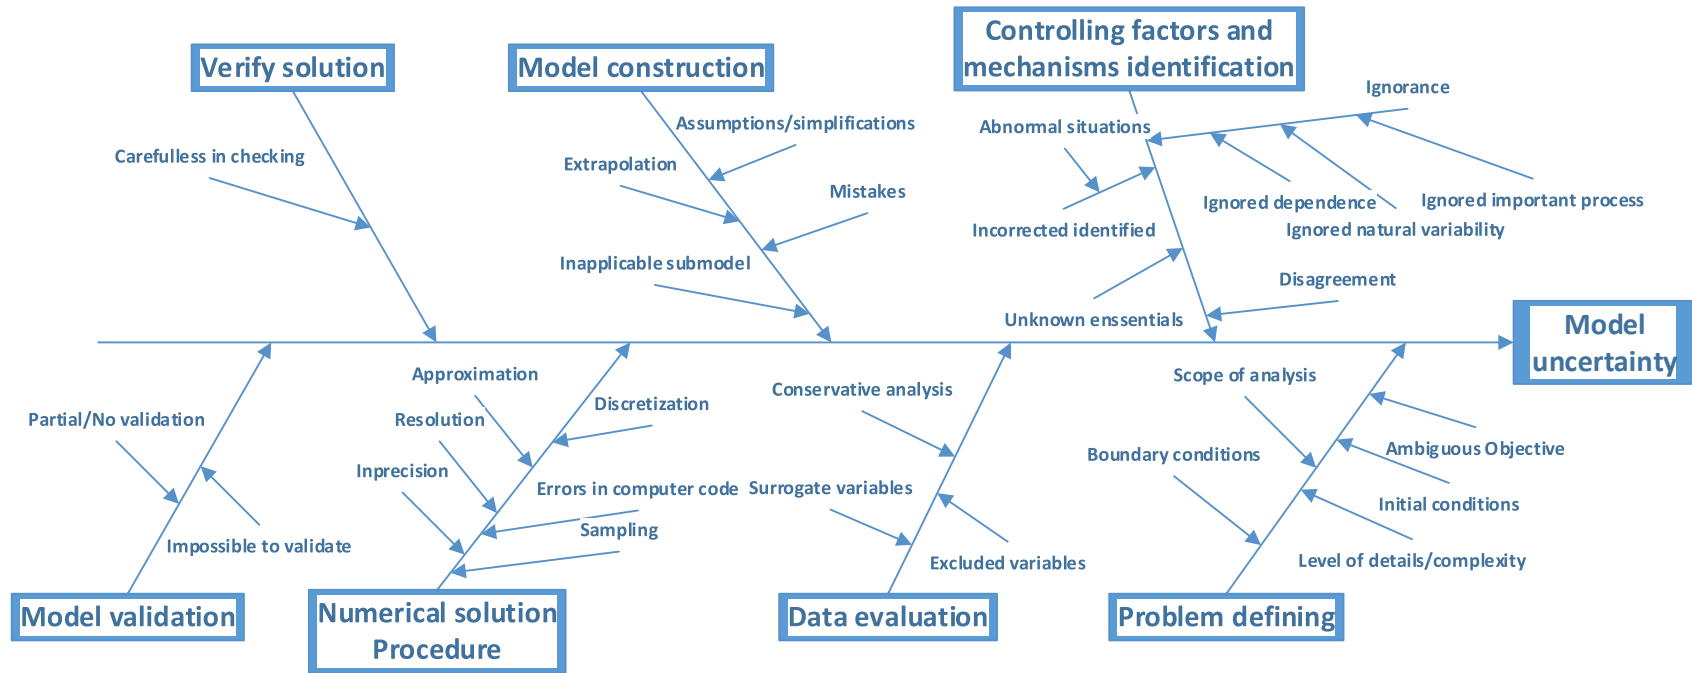 Controlling factors and
mechanisms identification
Verify solution
Model construction
Ignorance
Assumptions/simplifications
Abnormal situations
Carefulless in checking
Extrapolation
Mistakes
Ignored dependence
Ignored important process
Incorrected identified
Ignored natural variability
Inapplicable submodel
Disagreement
Unknown enssentials
Model
uncertainty
Approximation
Scope of analysis
Conservative analysis
Discretization
Partial/No validation
Resolution
Ambiguous Objective
Boundary conditions
Inprecision
Errors in computer code
Surrogate variables
Initial conditions
Sampling
Impossible to validate
Excluded variables
Level of details/complexity
Model validation
Numerical solution
Procedure
Data evaluation
Problem defining